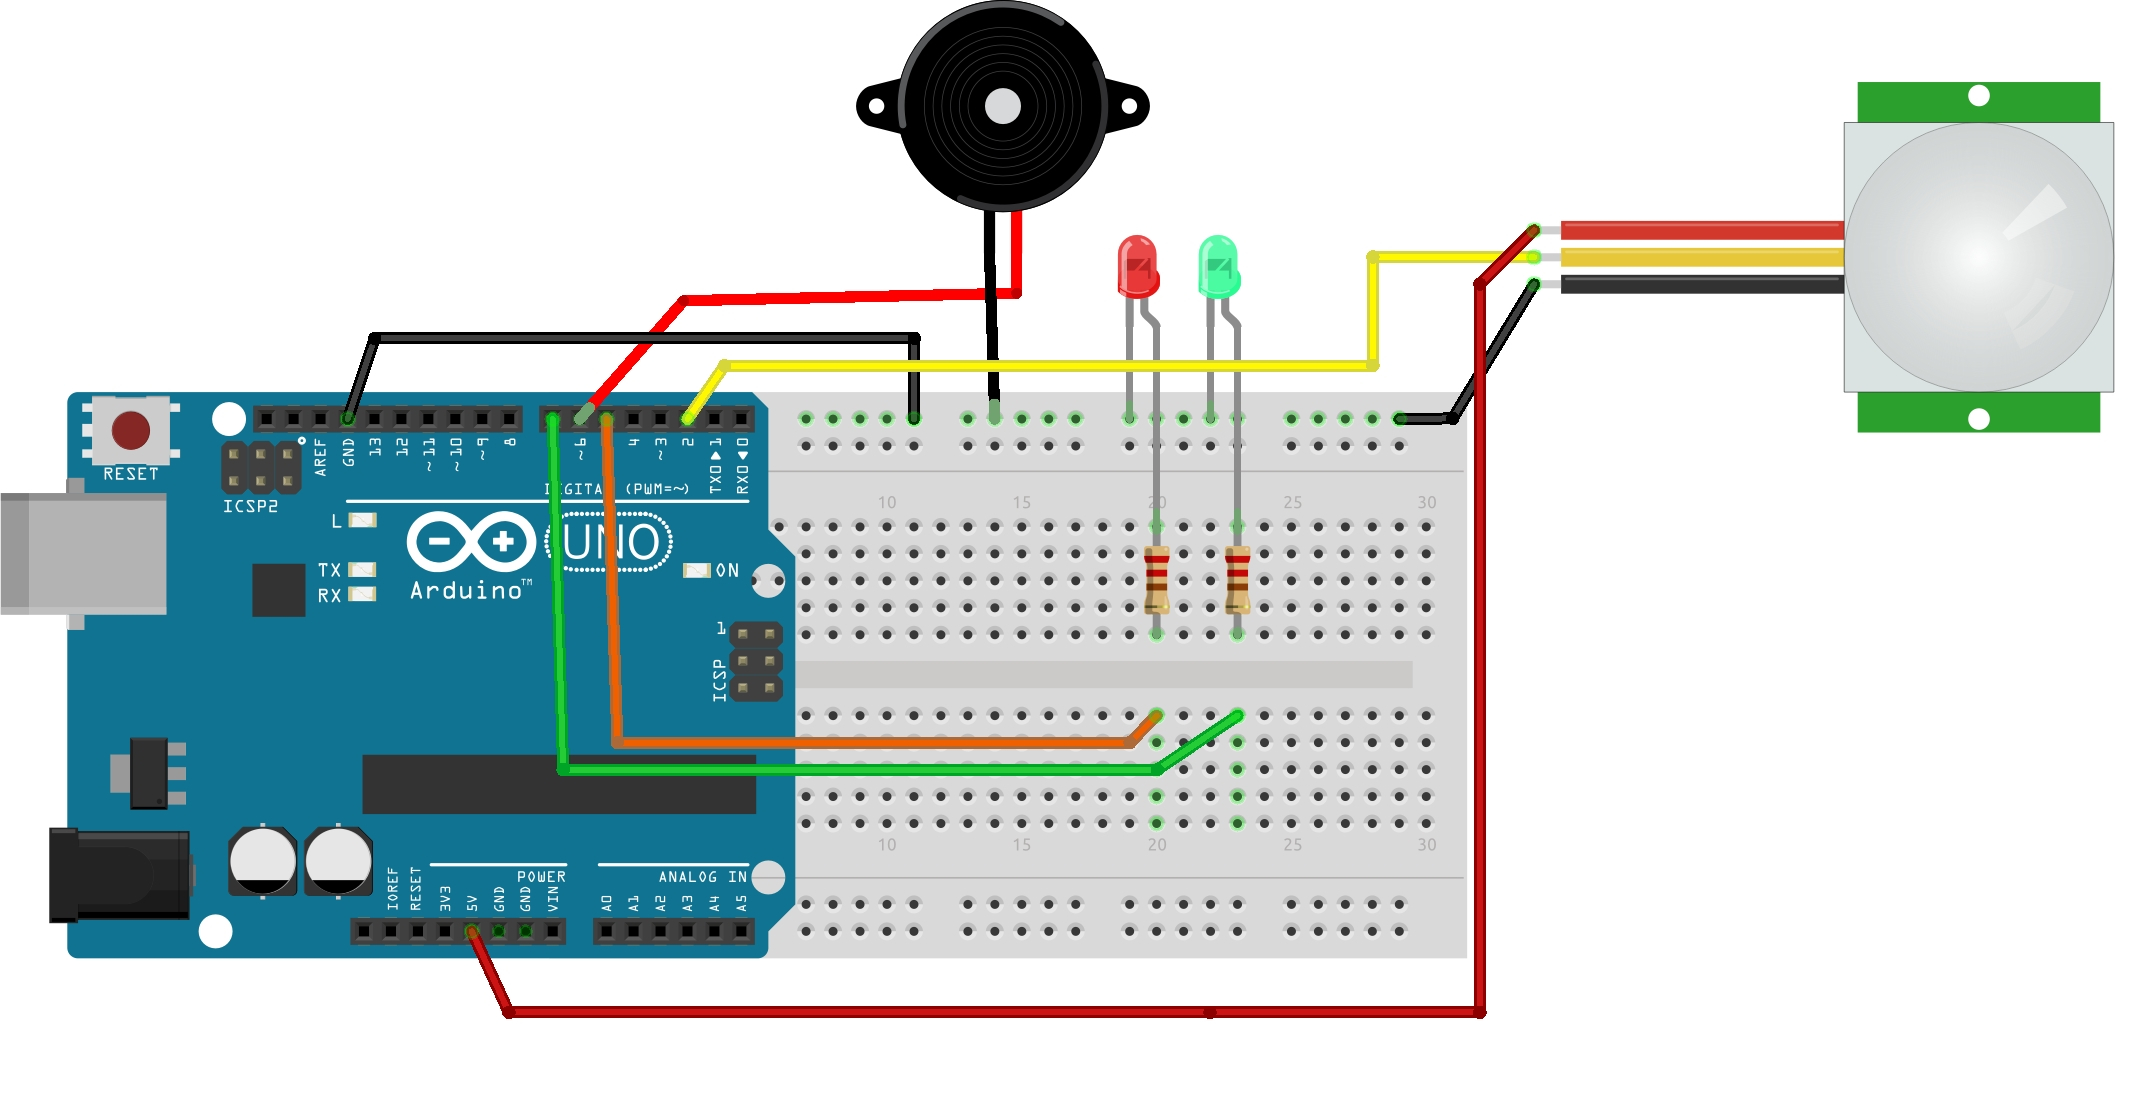 RESET
ICSP2
AREF
GND
13
12
~11
~10
~9
8
~6
4
~3
2
TX0 ▶ 1
RX0 ◀ 0
DIGITAL (PWM=~)
L
TX
RX
Arduino™
UNO
ON
1
ICSP
10 15 20 25 30
10 15 20 25 30
POWER
ANALOG IN
IOREF
RESET
3V3
5V
GND
GND
VIN
A0
A1
A2
A3
A4
A5